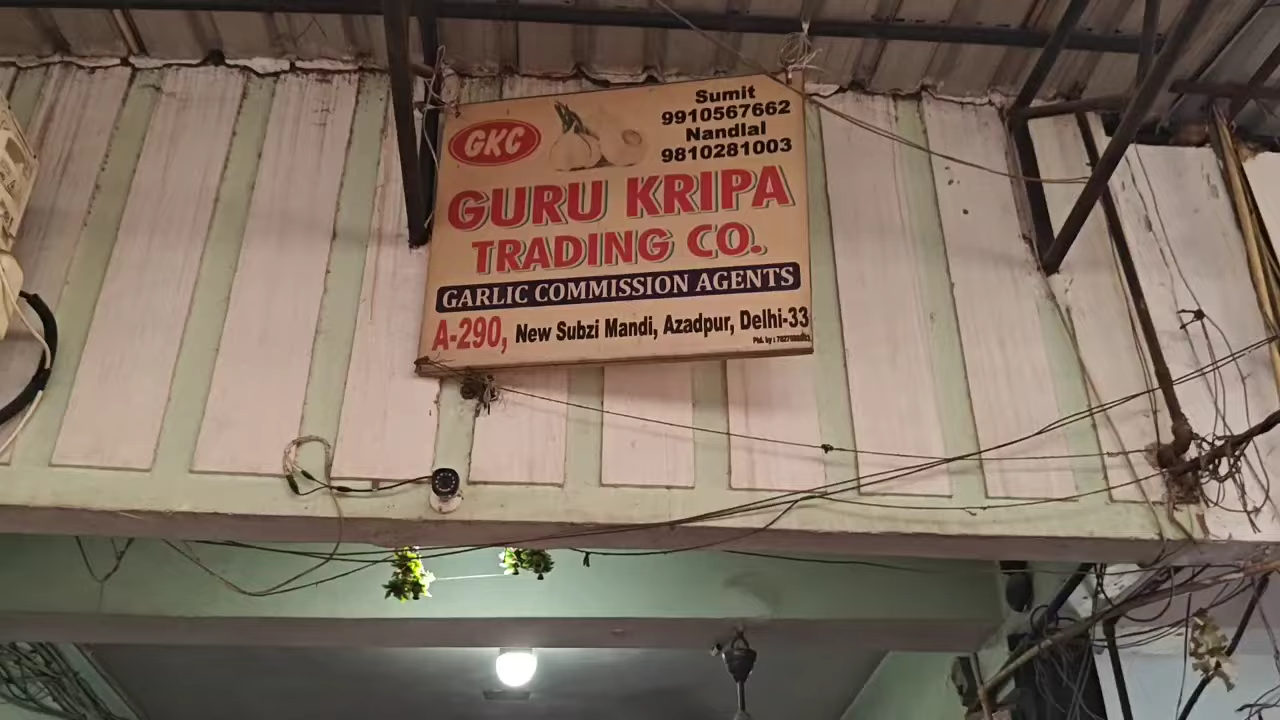 GKC
Sumit
9910567662
Nandlal
9810281003
GURU KRIPA
TRADING CO.
GARLIC COMMISSION AGENTS
A-290, New Subzi Mandi, Azadpur, Delhi-33